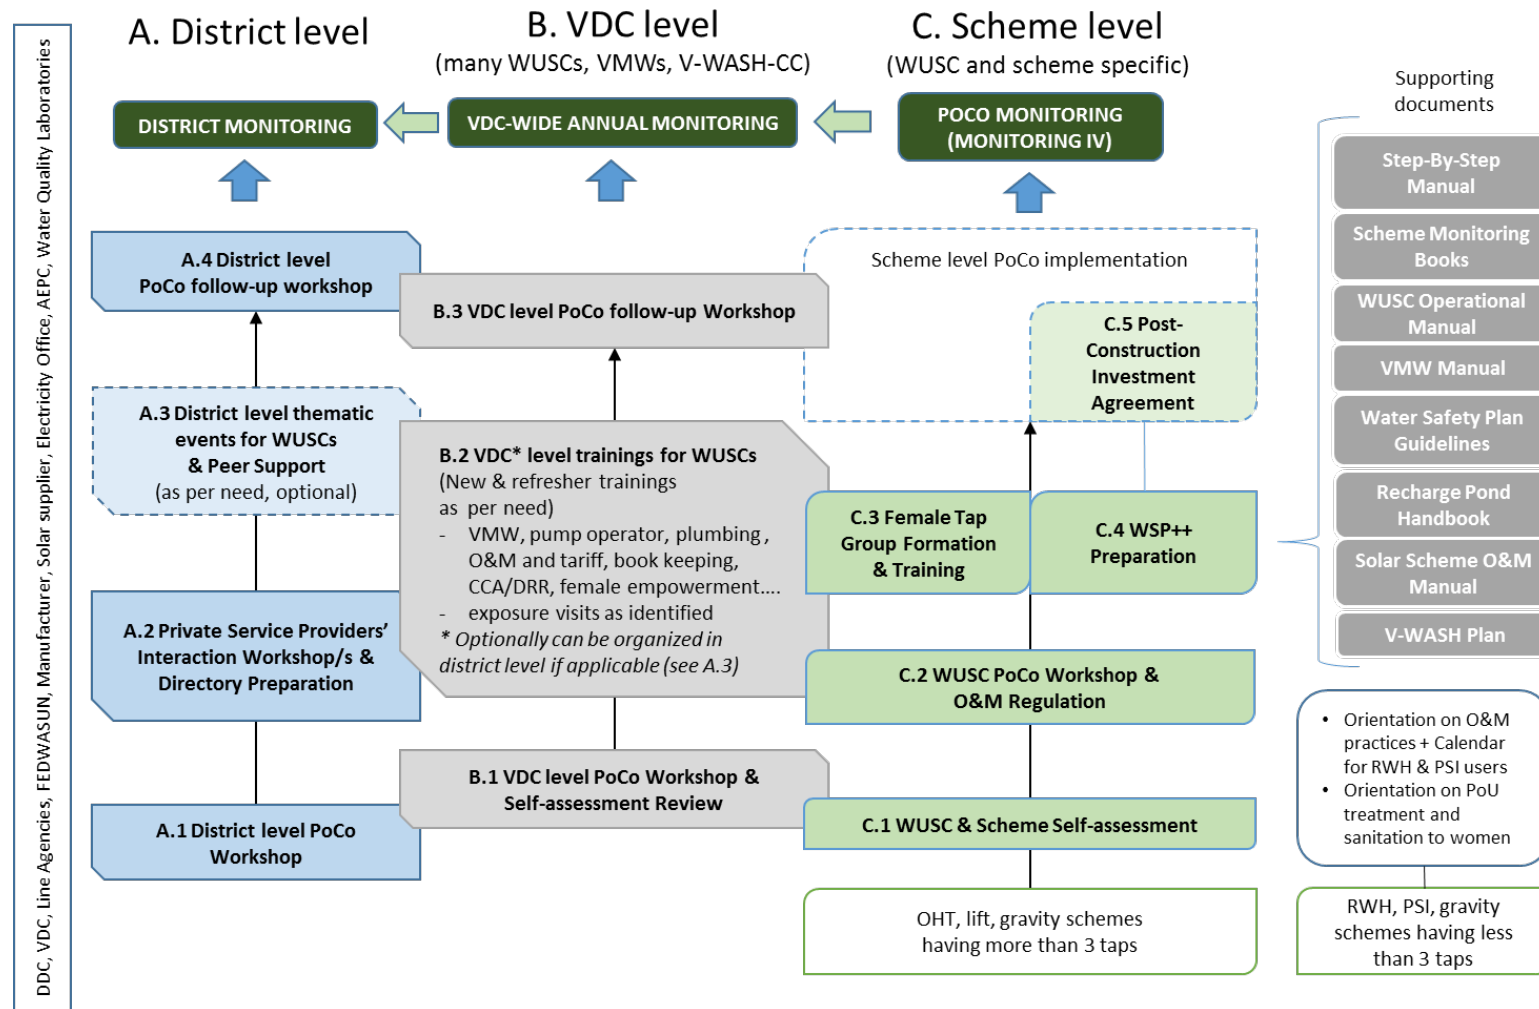 DDC, VDC, Line Agencies, FEDWASUN, Manufacturer, Solar supplier, Electricity Office, AEPC, Water Quality Laboratories
A. District level
B. VDC level
(many WUSCs, VMWs, V-WASH-CC)
C. Scheme level
(WUSC and scheme specific)
DISTRICT MONITORING
VDC-WIDE ANNUAL MONITORING
POCO MONITORING
(MONITORING IV)
A.4 District level
PoCo follow-up workshop
A.3 District level thematic
events for WUSCs
& Peer Support
(as per need, optional)
A.2 Private Service Providers’
Interaction Workshop/s &
Directory Preparation
A.1 District level PoCo
Workshop
B.3 VDC level PoCo follow-up Workshop
B.2 VDC* level trainings for WUSCs
(New & refresher trainings
as per need)
- VMW, pump operator, plumbing ,
O&M and tariff, book keeping,
CCA/DRR, female empowerment....
- exposure visits as identified
* Optionally can be organized in
district level if applicable (see A.3)
B.1 VDC level PoCo Workshop &
Self-assessment Review
Scheme level PoCo implementation
C.5 Post-
Construction
Investment
Agreement
C.3 Female Tap
Group Formation
& Training
C.4 WSP++
Preparation
C.2 WUSC PoCo Workshop &
O&M Regulation
C.1 WUSC & Scheme Self-assessment
OHT, lift, gravity schemes
having more than 3 taps
Supporting
documents
Step-By-Step
Manual
Scheme Monitoring
Books
WUSC Operational
Manual
VMW Manual
Water Safety Plan
Guidelines
Recharge Pond
Handbook
Solar Scheme O&M
Manual
V-WASH Plan
• Orientation on O&M
practices + Calendar
for RWH & PSI users
• Orientation on PoU
treatment and
sanitation to women
RWH, PSI, gravity
schemes having less
than 3 taps